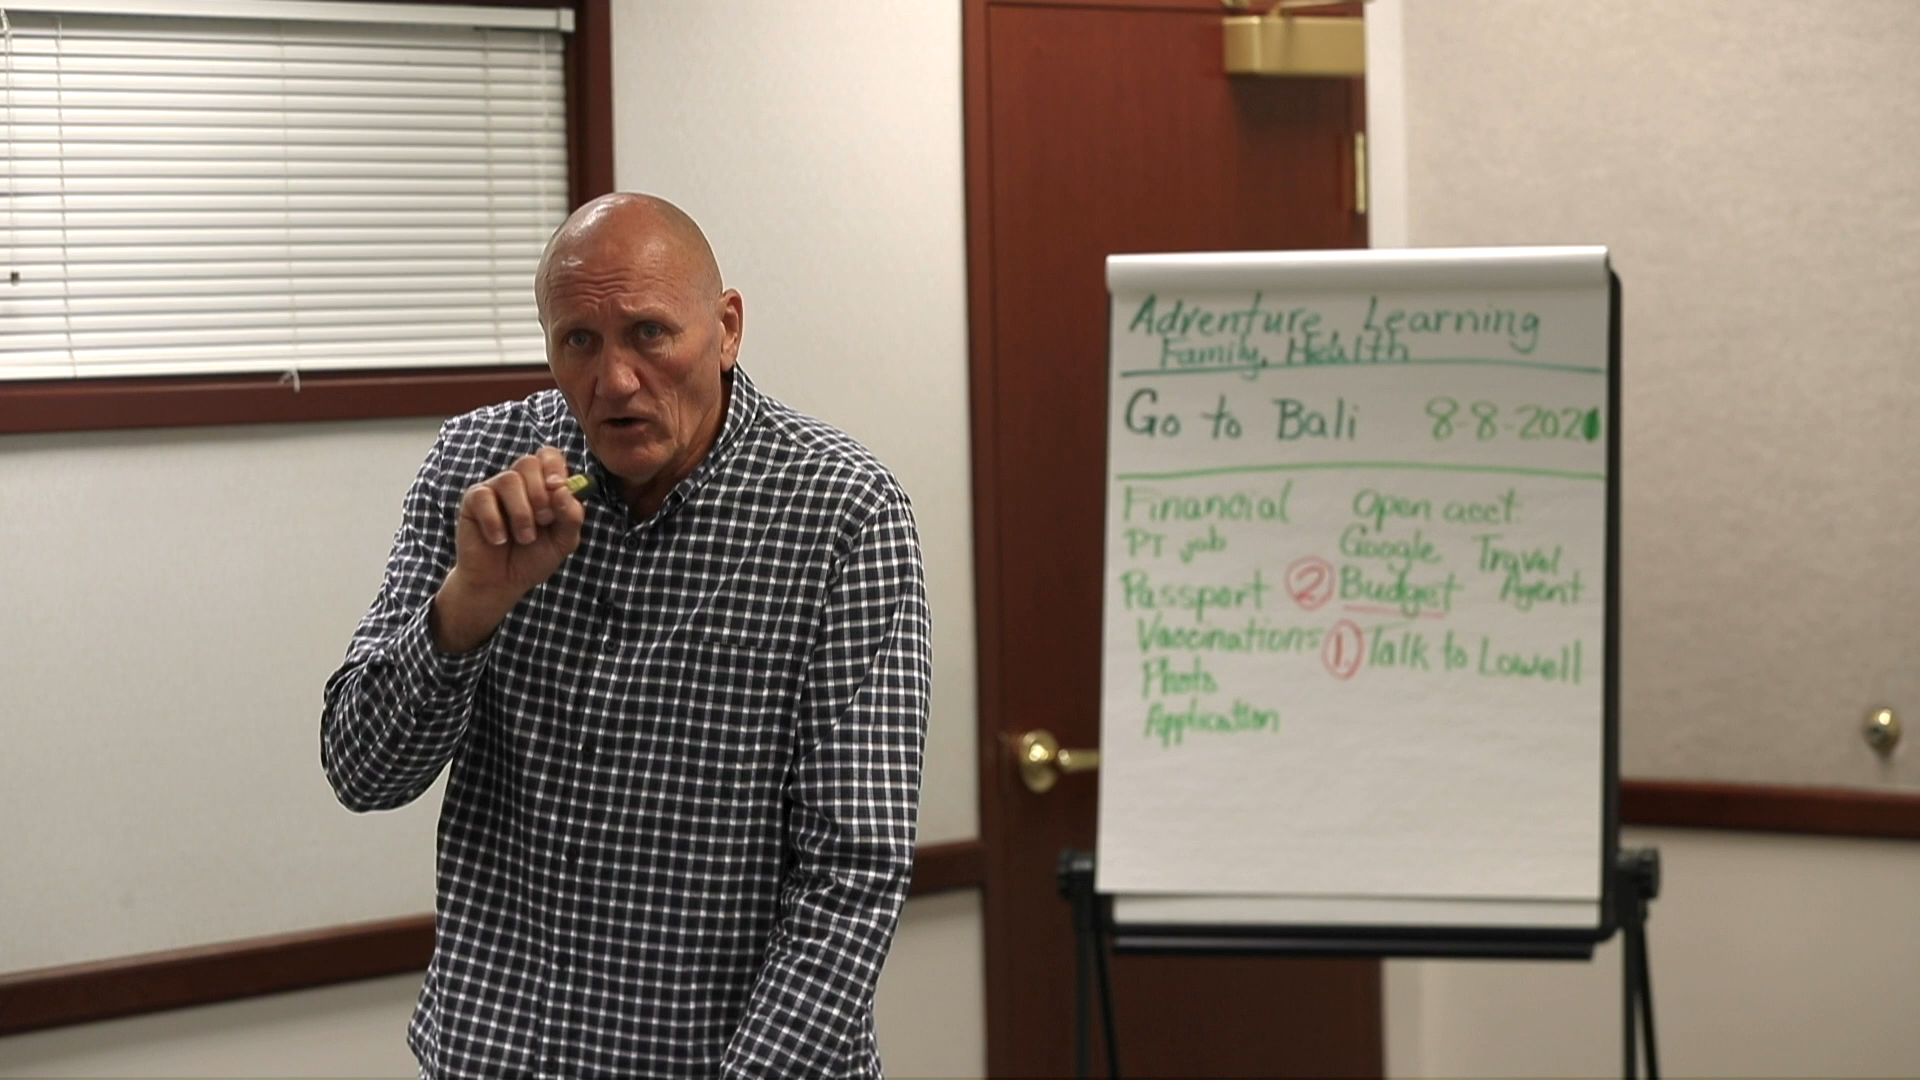 Adventure, Learning
Family, Health
Go to Bali 8-8-2021
Financial
PT job
Passport
Vaccinations
Photo
Application
Open acct.
Google Travel Agent
② Budget
1. Talk to Lowell